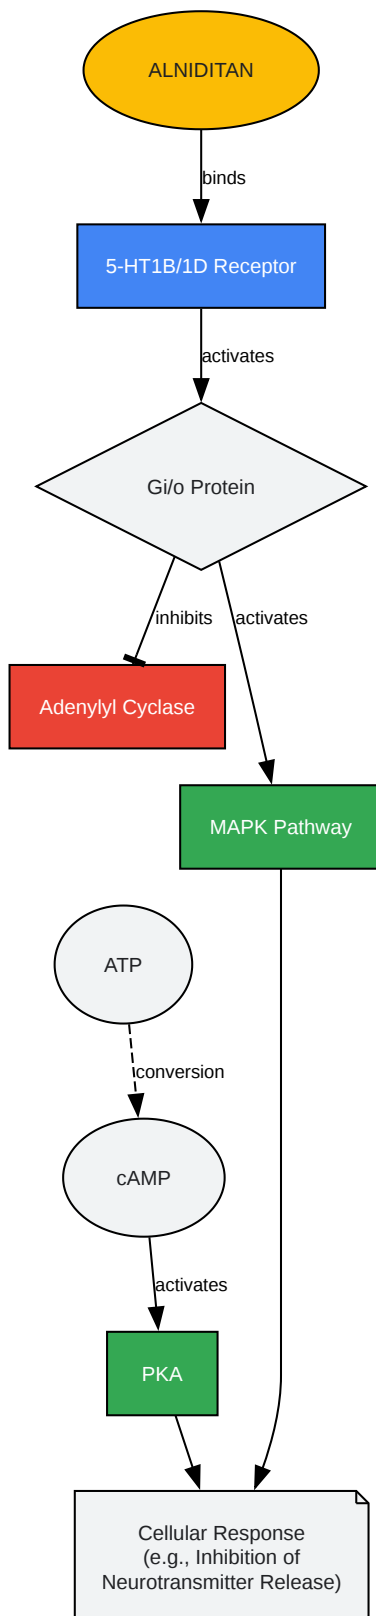 ALNIDITAN
binds
5-HT1B/1D Receptor
activates
Gi/o Protein
inhibits
activates
Adenylyl Cyclase
MAPK Pathway
ATP
conversion
cAMP
activates
PKA
Cellular Response
(e.g., Inhibition of
Neurotransmitter Release)